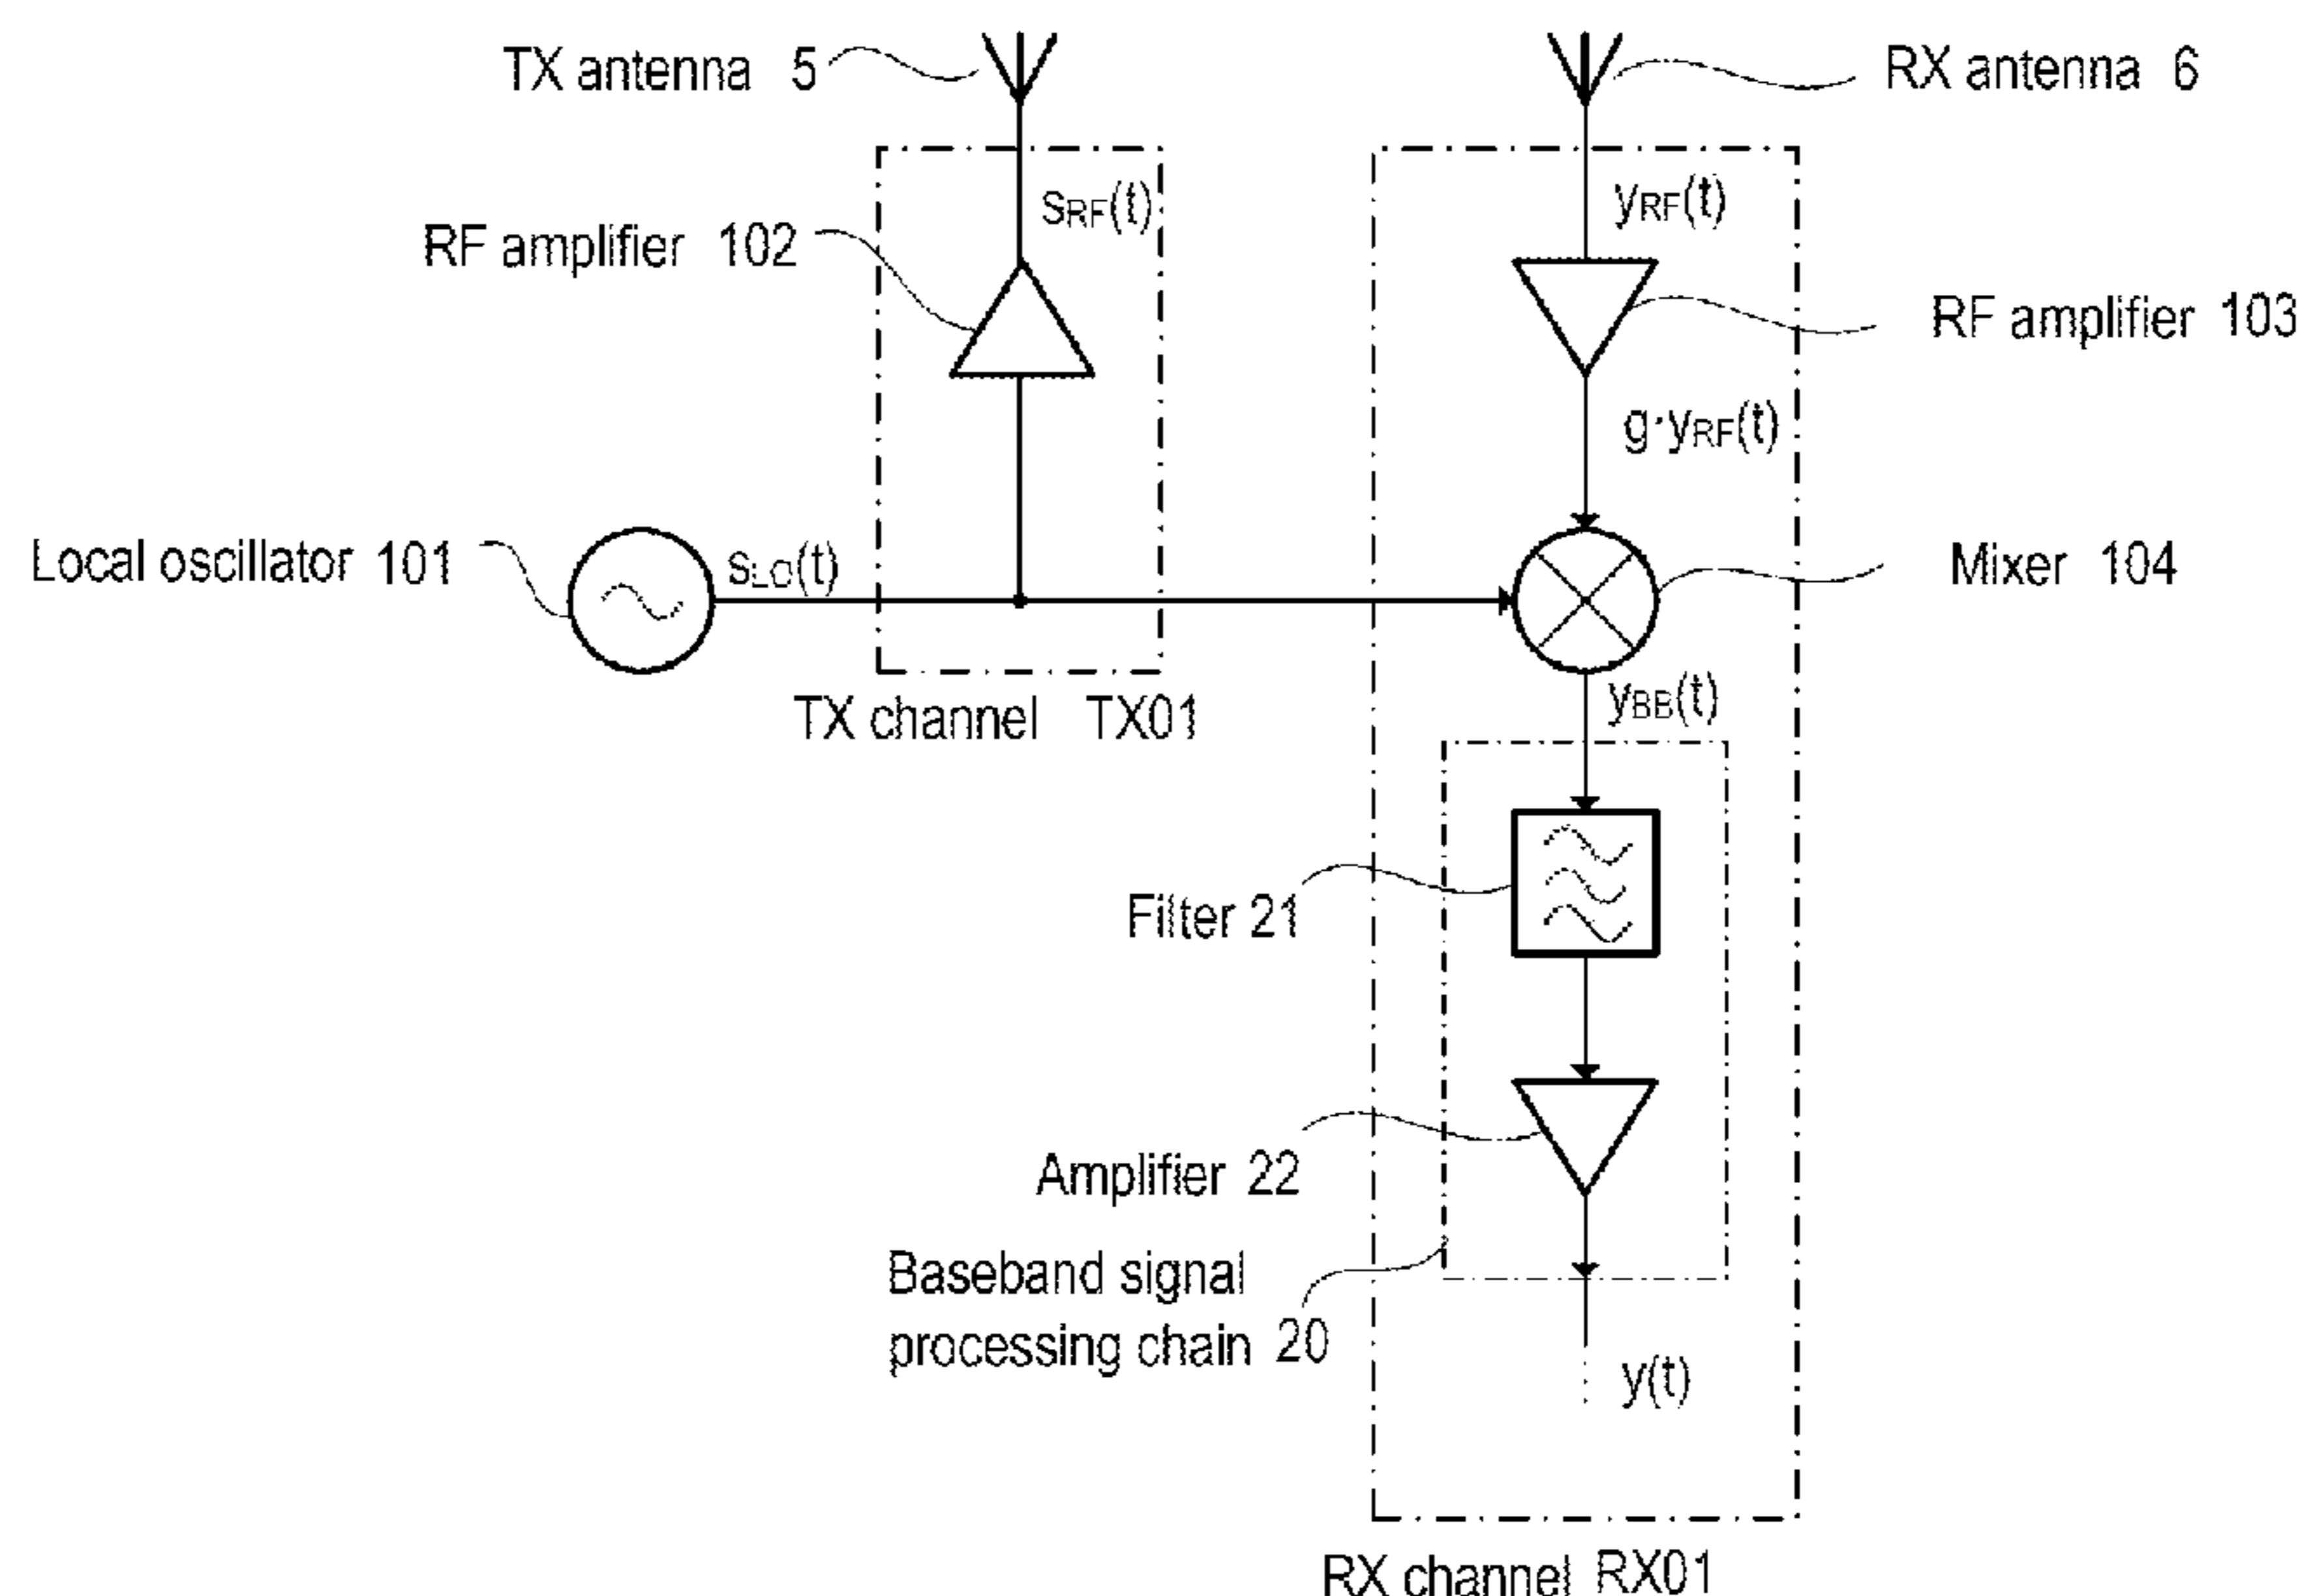 TX antenna 5
RX antenna 6
sRF(t)
yRF(t)
RF amplifier 102
RF amplifier 103
g·yRF(t)
Local oscillator 101
sLO(t)
Mixer 104
TX channel TX01
yBB(t)
Filter 21
Amplifier 22
Baseband signal
processing chain 20
y(t)
RX channel RX01